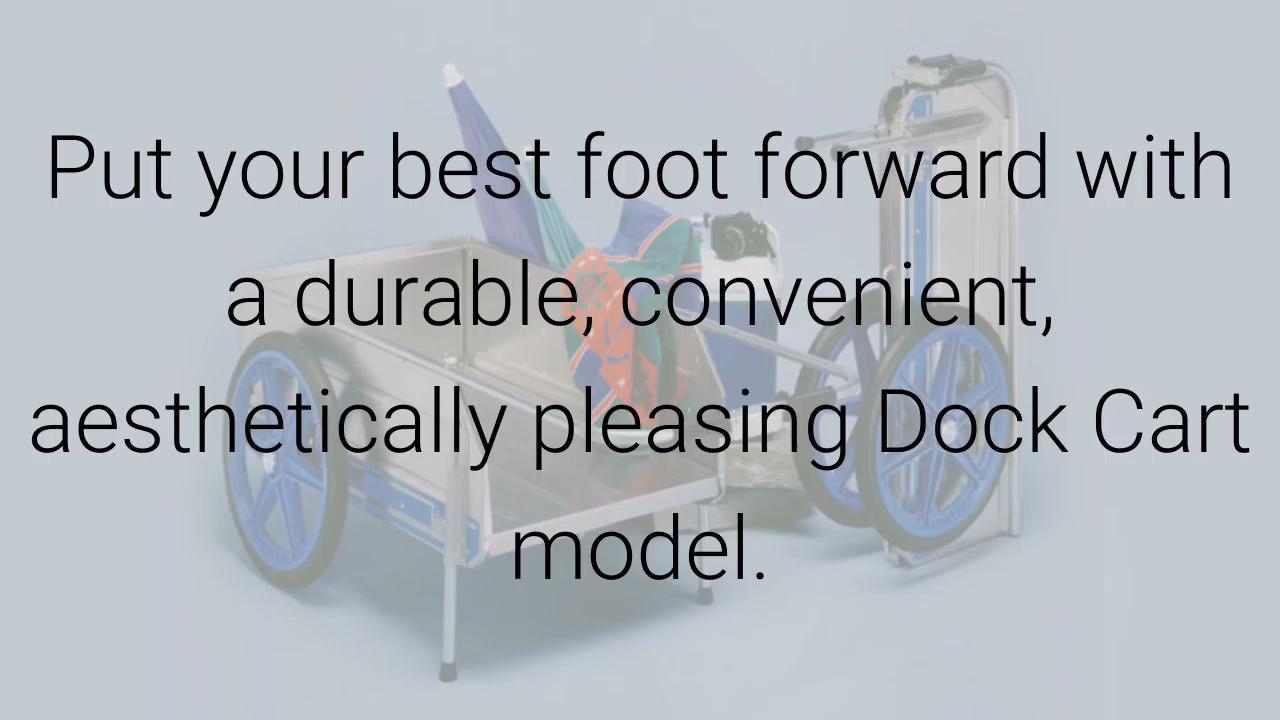 Put your best foot forward with
a durable, convenient,
aesthetically pleasing Dock Cart
model.